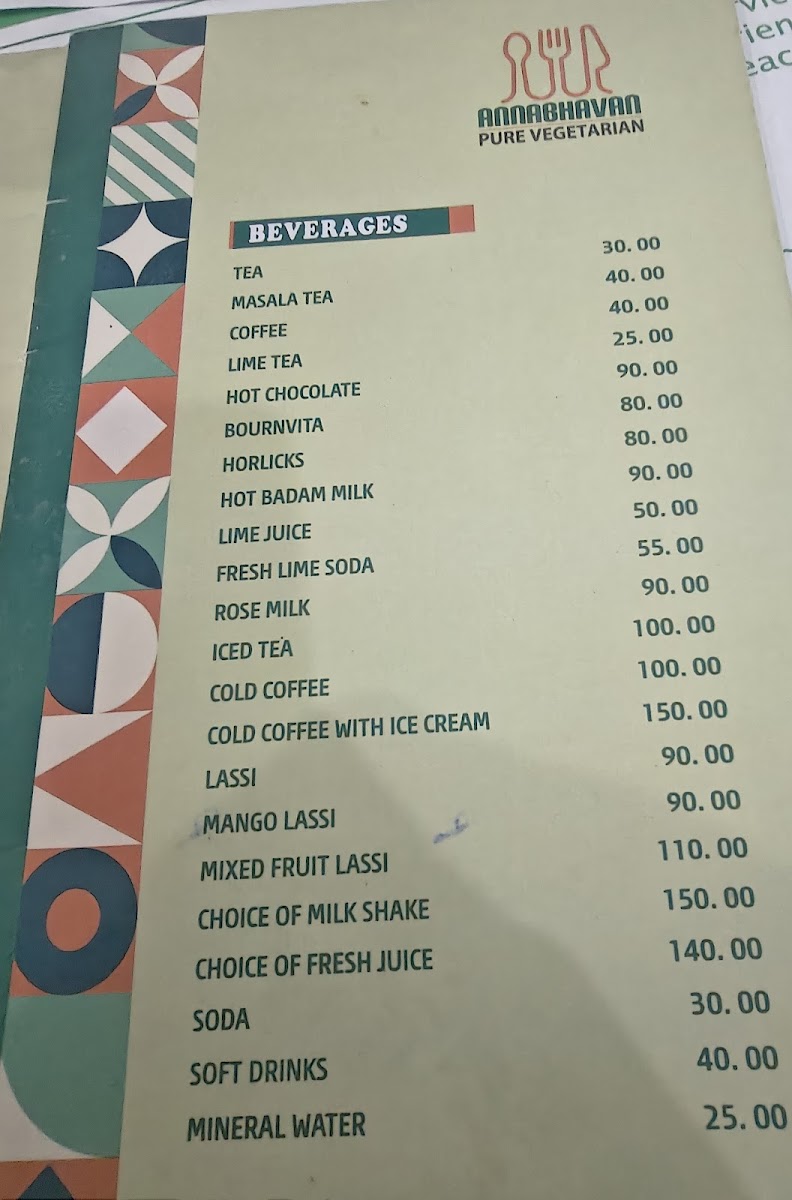 ANNABHAVAN
PURE VEGETARIAN
BEVERAGES
TEA 30.00
MASALA TEA 40.00
COFFEE 40.00
LIME TEA 25.00
HOT CHOCOLATE 90.00
BOURNVITA 80.00
HORLICKS 80.00
HOT BADAM MILK 90.00
LIME JUICE 50.00
FRESH LIME SODA 55.00
ROSE MILK 90.00
ICED TEA 100.00
COLD COFFEE 100.00
COLD COFFEE WITH ICE CREAM 150.00
LASSI 90.00
MANGO LASSI 90.00
MIXED FRUIT LASSI 110.00
CHOICE OF MILK SHAKE 150.00
CHOICE OF FRESH JUICE 140.00
SODA 30.00
SOFT DRINKS 40.00
MINERAL WATER 25.00